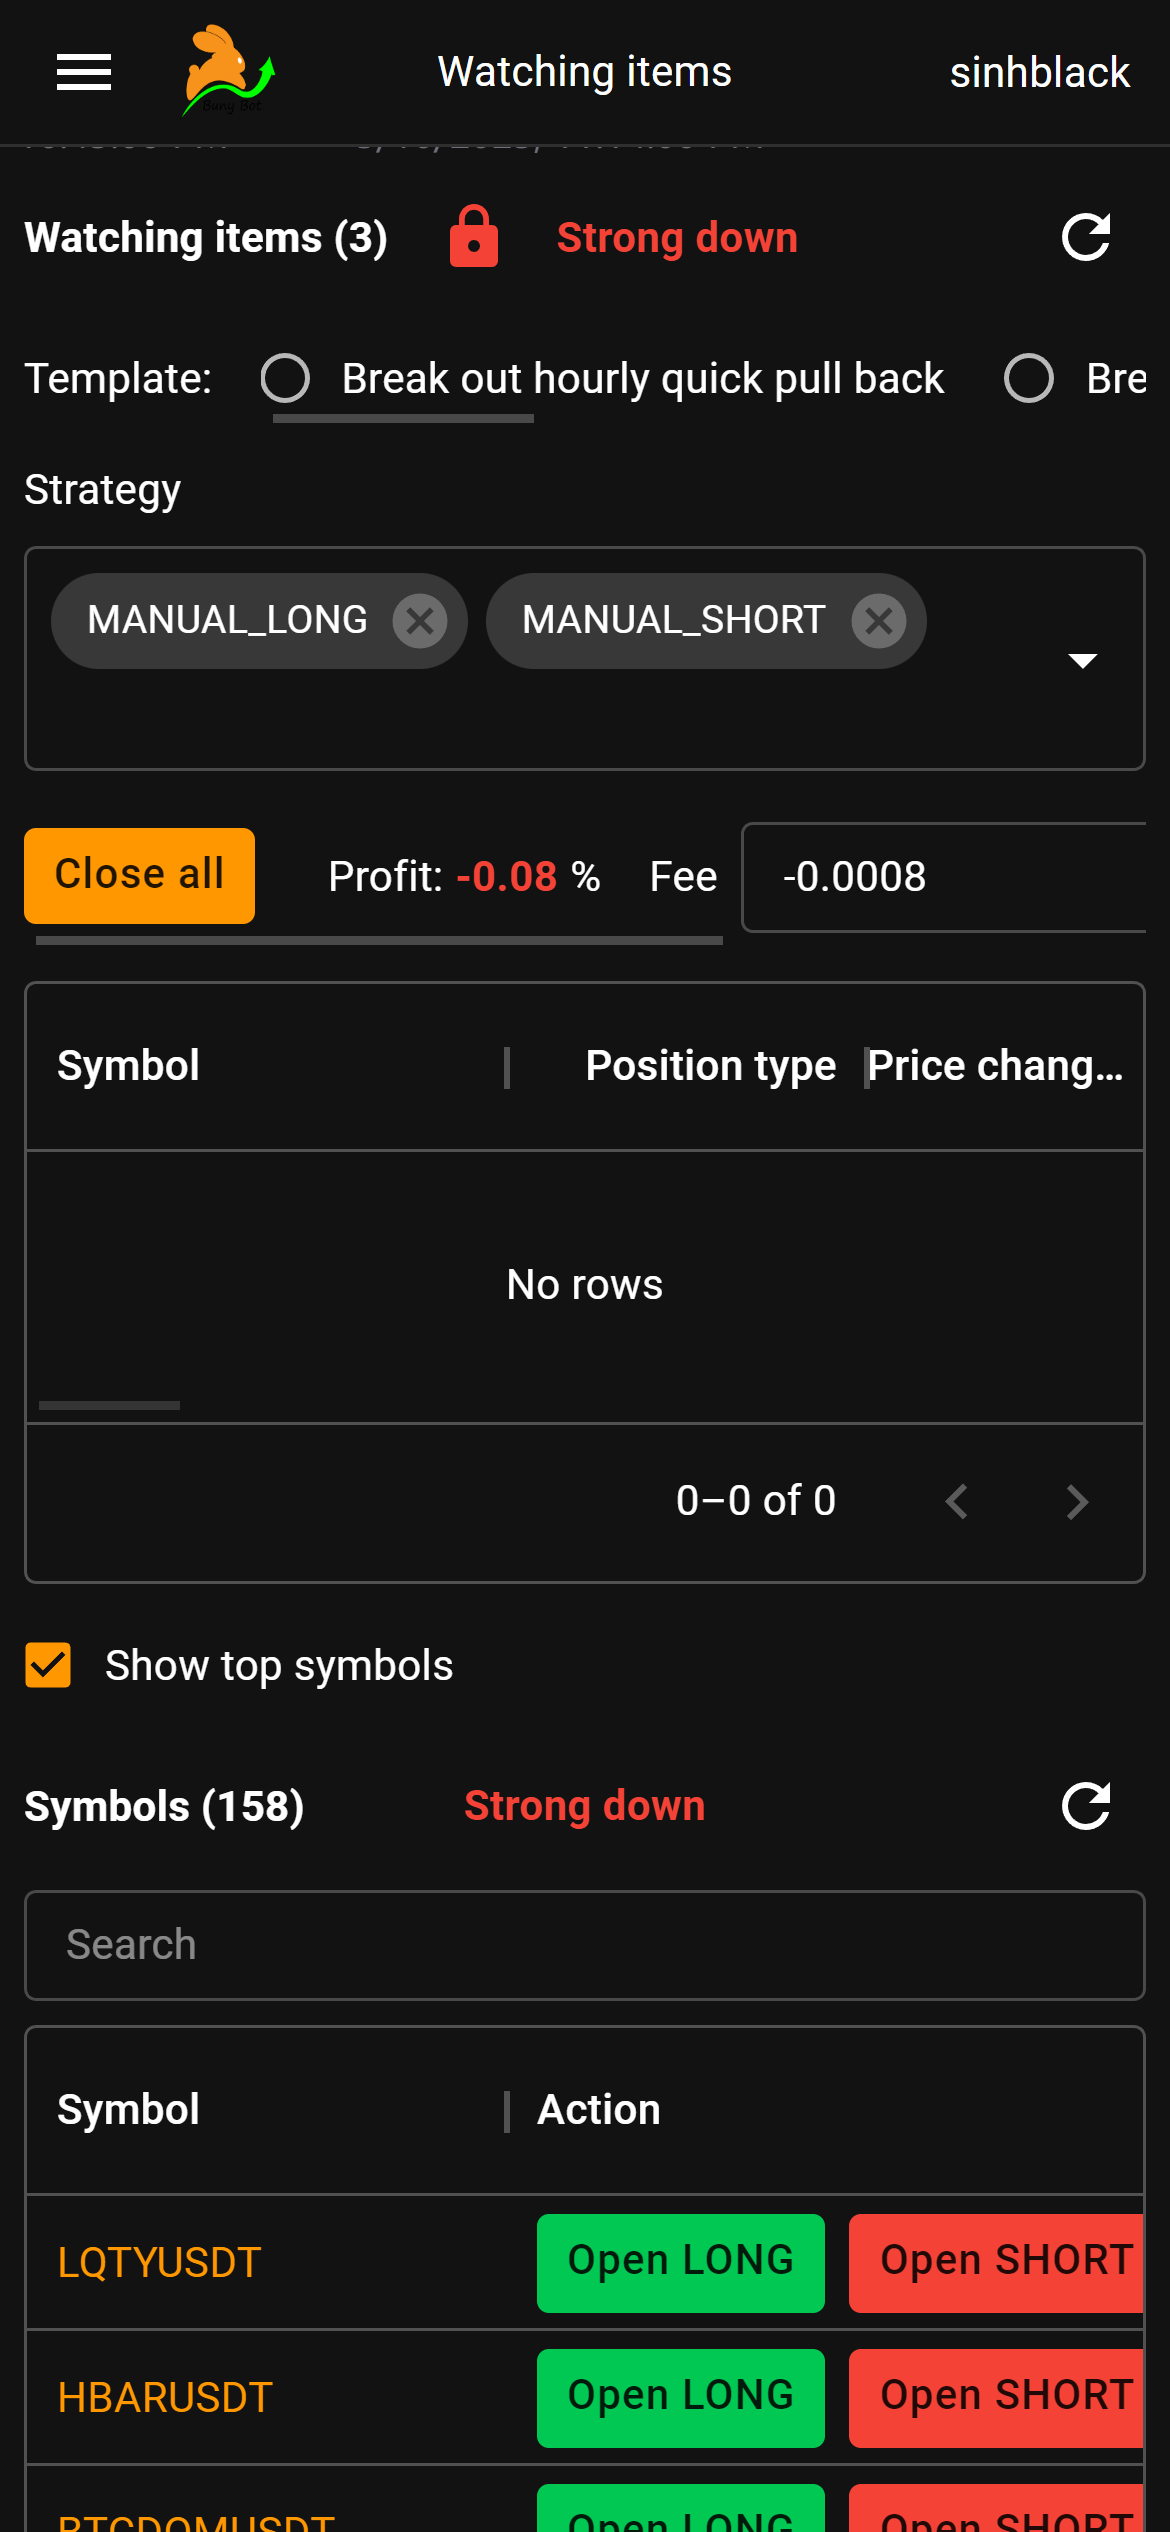 Buny Bot
Watching items
sinhblack
Watching items (3)
Strong down
Template:
Break out hourly quick pull back
Bre
Strategy
MANUAL_LONG
MANUAL_SHORT
Close all
Profit: -0.08 %
Fee
-0.0008
Symbol
Position type
Price chang...
No rows
0–0 of 0
Show top symbols
Symbols (158)
Strong down
Search
Symbol
Action
LQTYUSDT
Open LONG
Open SHORT
HBARUSDT
Open LONG
Open SHORT
BTCDOMUSDT
Open LONG
Open SHORT